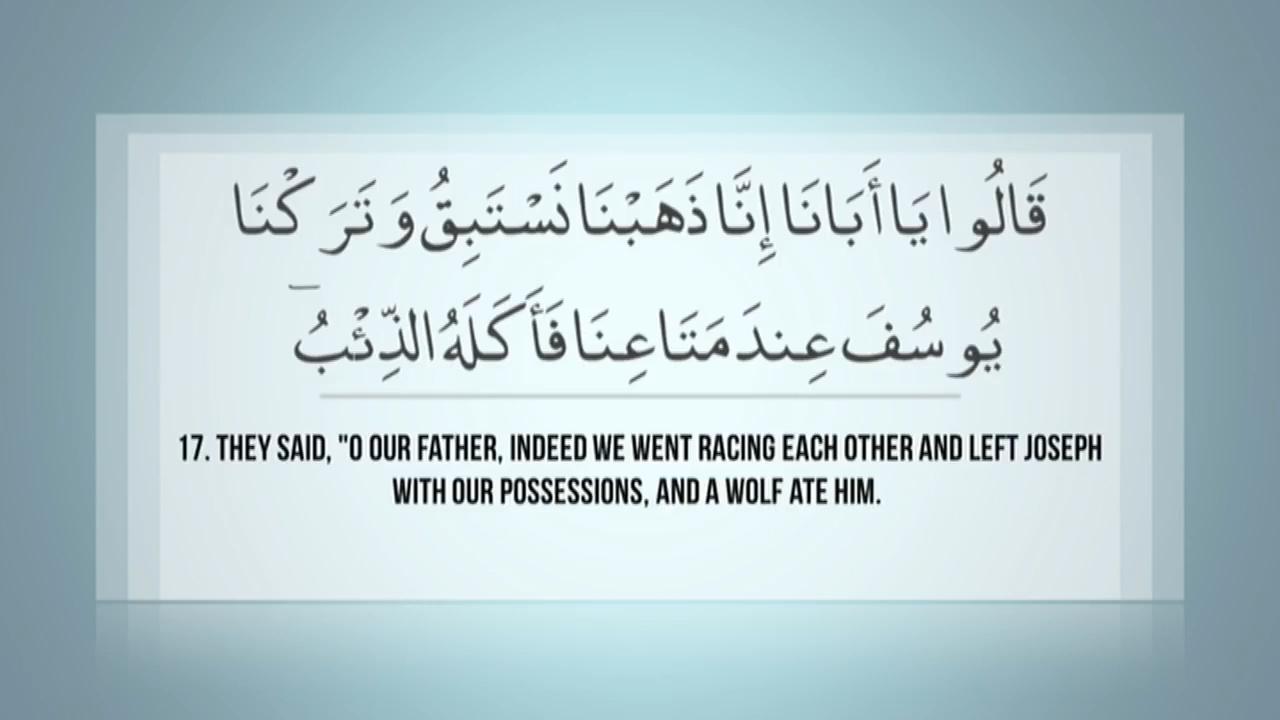 قَالُوا يَا أَبَانَا إِنَّا ذَهَبْنَا نَسْتَبِقُ وَتَرَكْنَا
يُوسُفَ عِندَ مَتَاعِنَا فَأَكَلَهُ الذِّئْبُ ۖ
17. THEY SAID, "O OUR FATHER, INDEED WE WENT RACING EACH OTHER AND LEFT JOSEPH
WITH OUR POSSESSIONS, AND A WOLF ATE HIM.